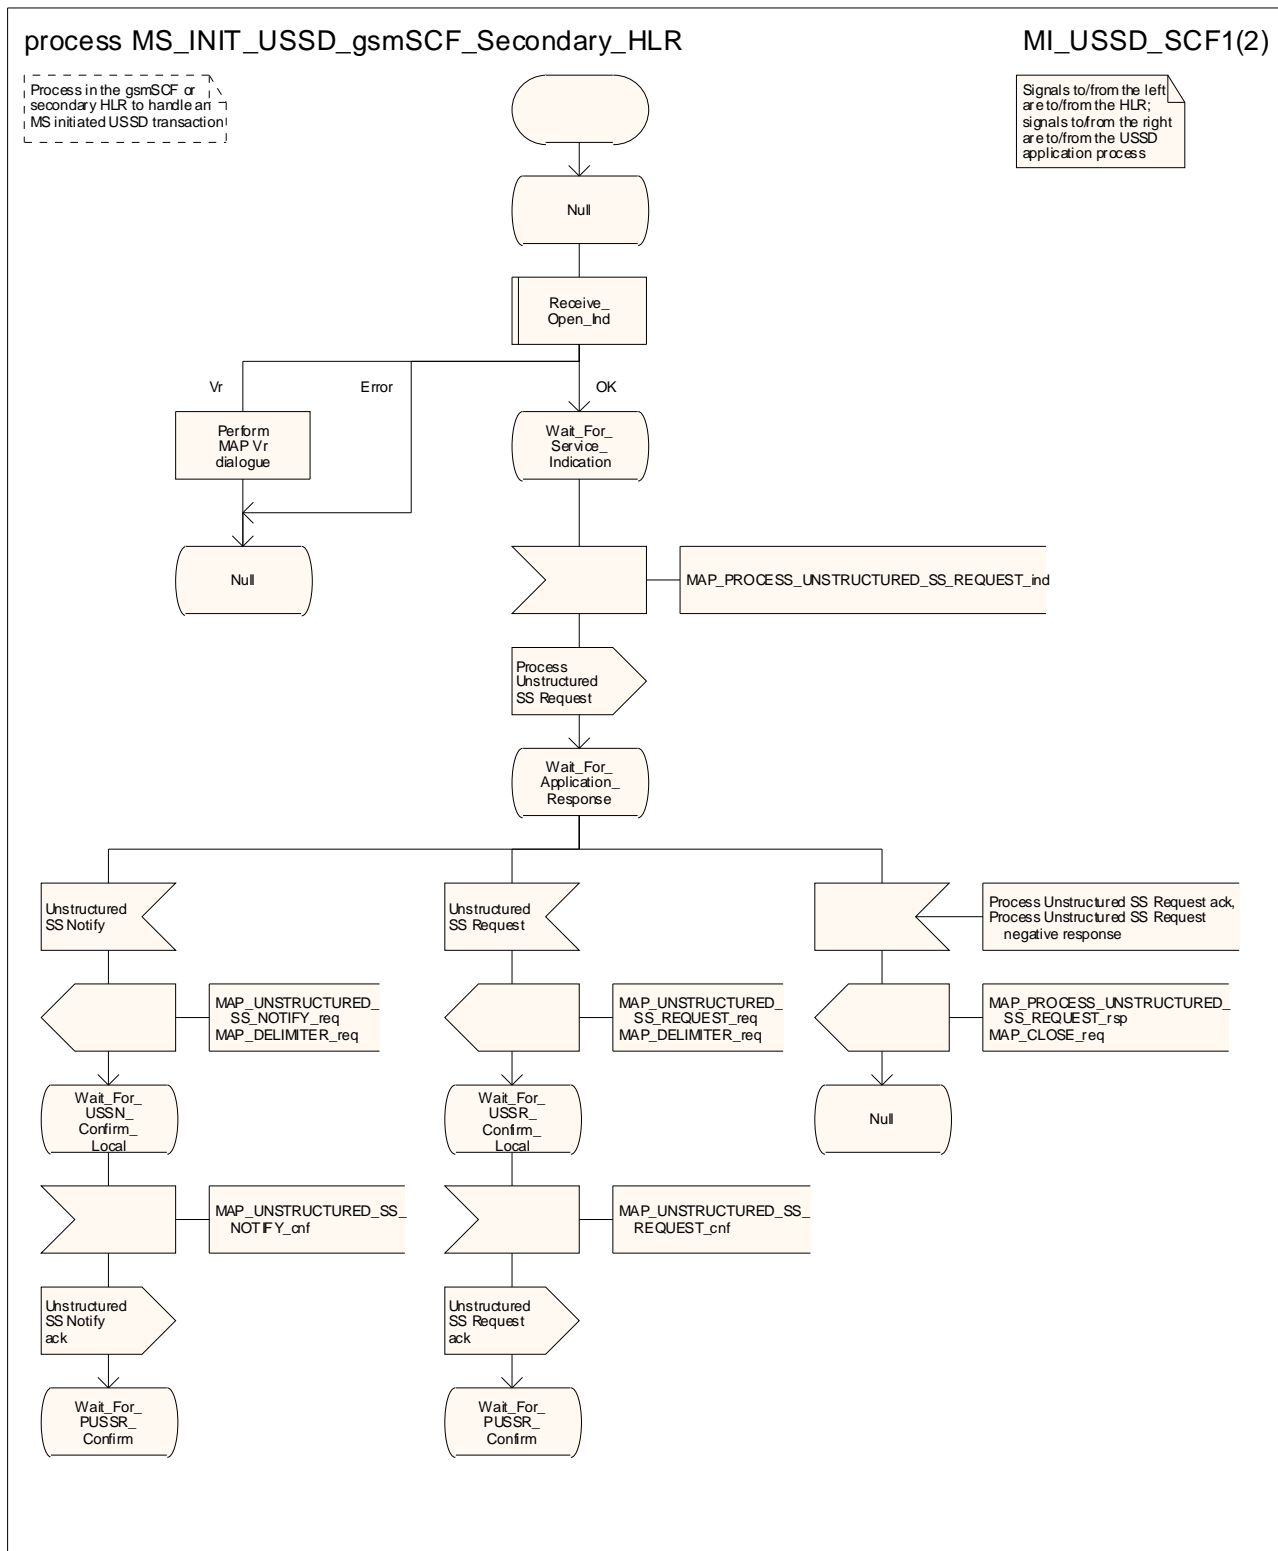 process MS_INIT_USSD_gsmSCF_Secondary_HLR
MI_USSD_SCF1(2)
Process in the gsmSCF or
secondary HLR to handle an
MS initiated USSD transaction
Signals to/from the left
are to/from the HLR;
signals to/from the right
are to/from the USSD
application process
Null
Receive_
Open_Ind
Vr
Error
OK
Perform
MAP Vr
dialogue
Wait_For_
Service_
Indication
Null
MAP_PROCESS_UNSTRUCTURED_SS_REQUEST_ind
Process
Unstructured
SS Request
Wait_For_
Application_
Response
Unstructured
SS Notify
Unstructured
SS Request
Process Unstructured SS Request ack,
Process Unstructured SS Request
negative response
MAP_UNSTRUCTURED_
SS_NOTIFY_req
MAP_DELIMITER_req
MAP_UNSTRUCTURED_
SS_REQUEST_req
MAP_DELIMITER_req
MAP_PROCESS_UNSTRUCTURED_
SS_REQUEST_rsp
MAP_CLOSE_req
Wait_For_
USSN_
Confirm_
Local
Wait_For_
USSR_
Confirm_
Local
Null
MAP_UNSTRUCTURED_SS_
NOTIFY_cnf
MAP_UNSTRUCTURED_SS_
REQUEST_cnf
Unstructured
SS Notify
ack
Unstructured
SS Request
ack
Wait_For_
PUSSR_
Confirm
Wait_For_
PUSSR_
Confirm